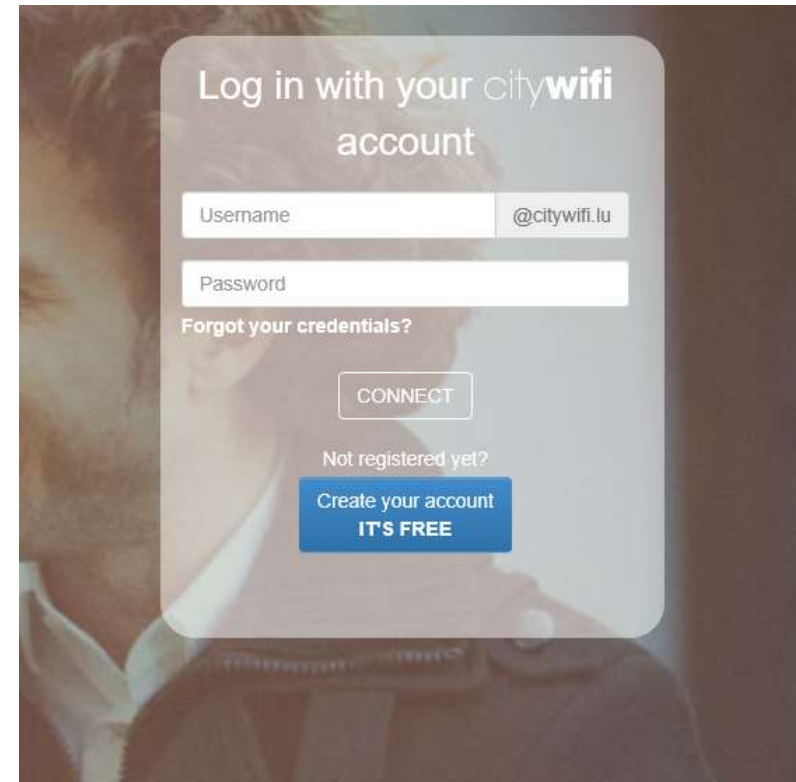 Log in with your citywifi
account
Username @citywifi.lu
Password
Forgot your credentials?
CONNECT
Not registered yet?
Create your account
IT'S FREE